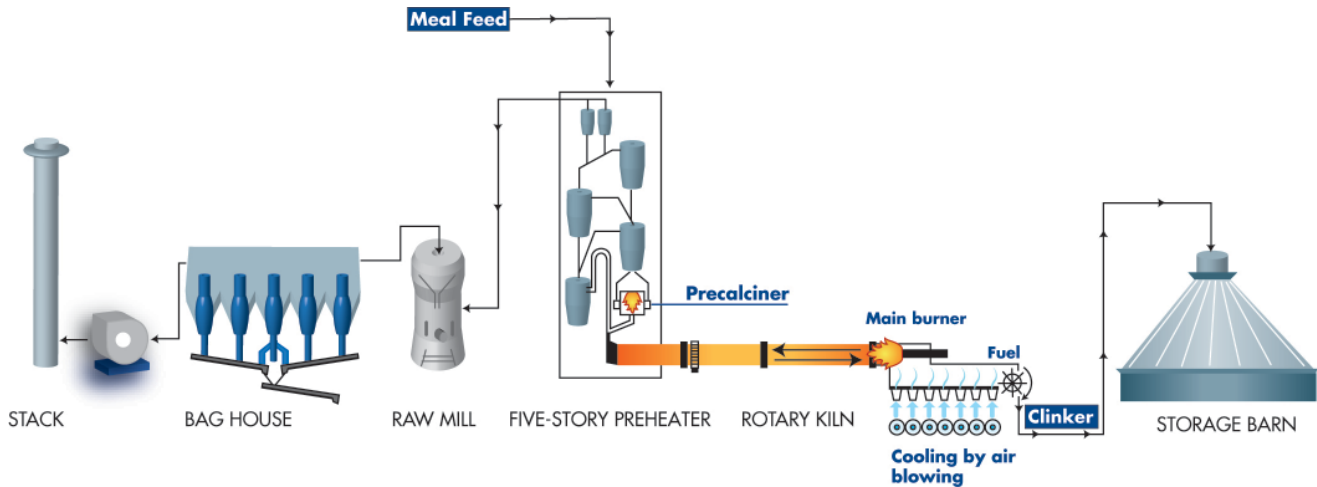 Meal Feed
Precalciner
Main burner
Fuel
STACK
BAG HOUSE
RAW MILL
FIVE-STORY PREHEATER
ROTARY KILN
Clinker
STORAGE BARN
Cooling by air
blowing